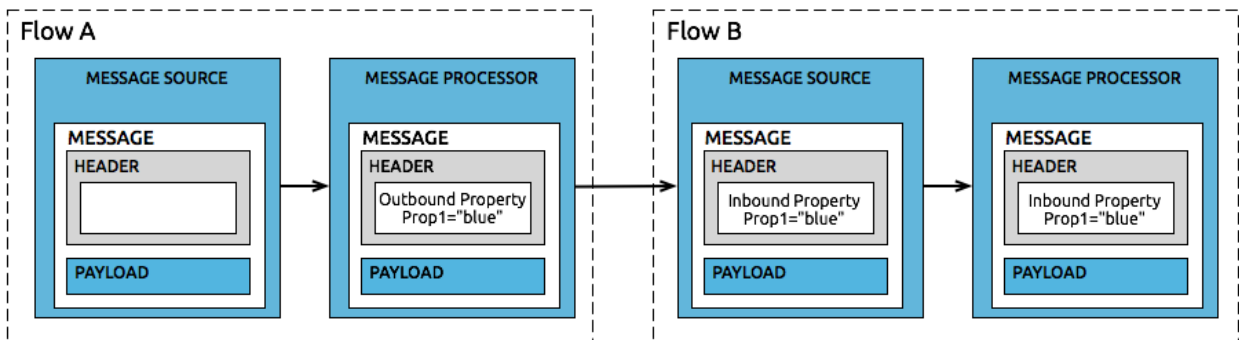 Flow A
MESSAGE SOURCE
MESSAGE
HEADER
PAYLOAD
MESSAGE PROCESSOR
MESSAGE
HEADER
Outbound Property
Prop1="blue"
PAYLOAD
Flow B
MESSAGE SOURCE
MESSAGE
HEADER
Inbound Property
Prop1="blue"
PAYLOAD
MESSAGE PROCESSOR
MESSAGE
HEADER
Inbound Property
Prop1="blue"
PAYLOAD